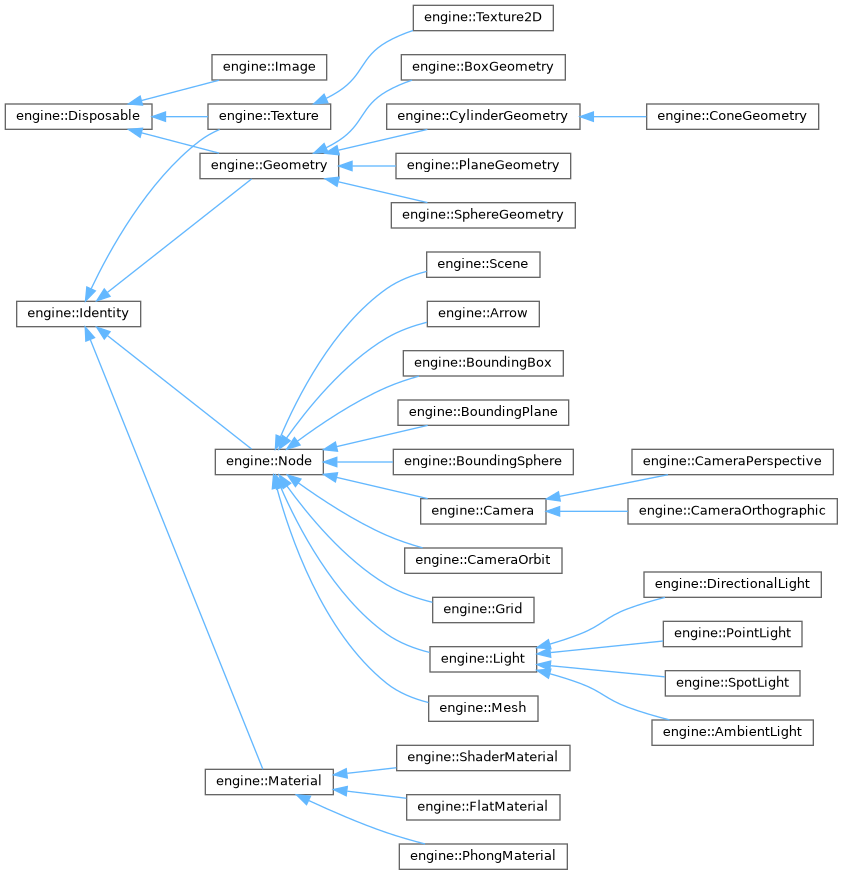 engine::Texture2D
engine::Image
engine::BoxGeometry
engine::Disposable
engine::Texture
engine::CylinderGeometry
engine::ConeGeometry
engine::Geometry
engine::PlaneGeometry
engine::SphereGeometry
engine::Scene
engine::Identity
engine::Arrow
engine::BoundingBox
engine::BoundingPlane
engine::Node
engine::BoundingSphere
engine::CameraPerspective
engine::Camera
engine::CameraOrthographic
engine::CameraOrbit
engine::DirectionalLight
engine::Grid
engine::PointLight
engine::Light
engine::SpotLight
engine::Mesh
engine::AmbientLight
engine::ShaderMaterial
engine::Material
engine::FlatMaterial
engine::PhongMaterial